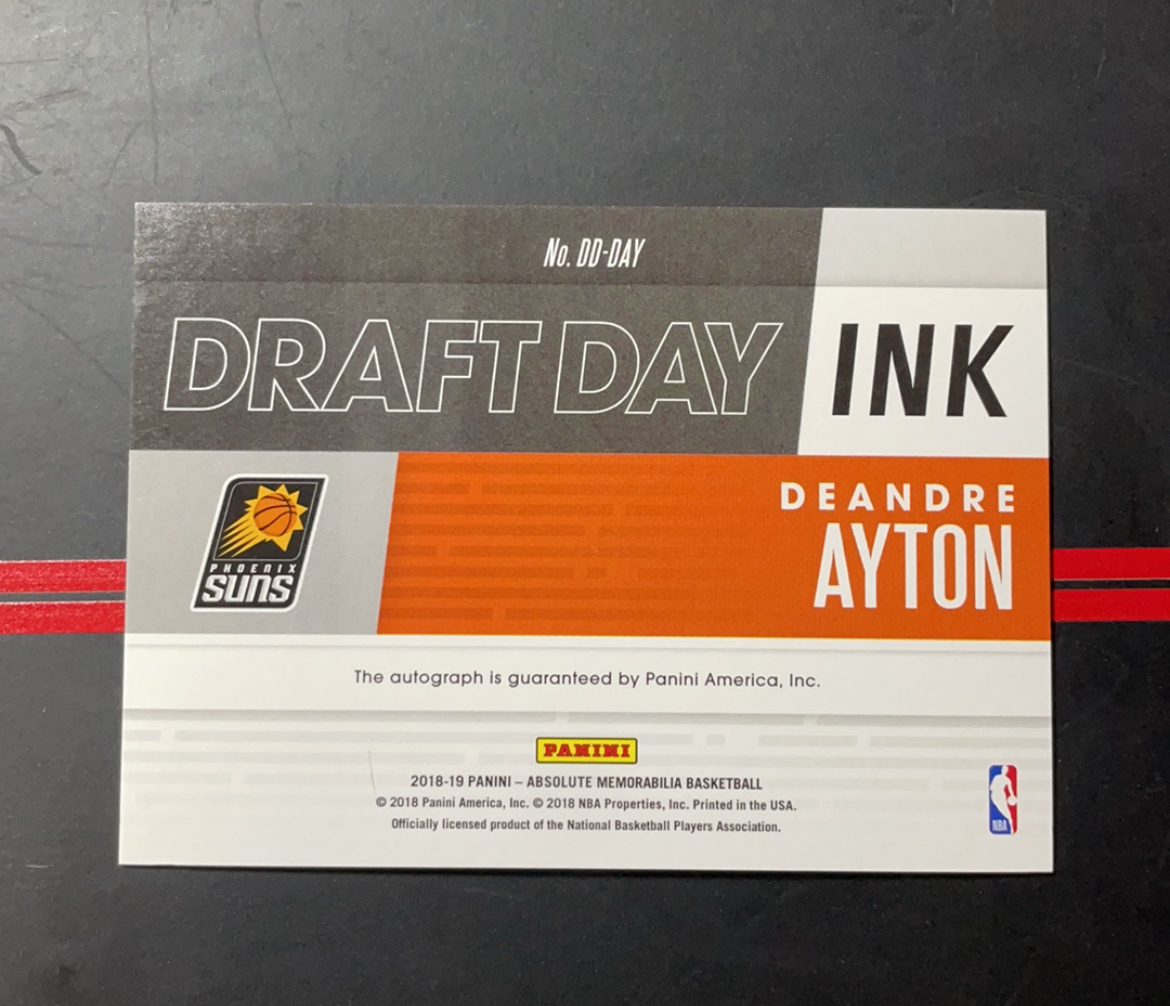 No. DD-DAY
DRAFT DAY INK
DEANDRE
AYTON
PHOENIX
SUNS
The autograph is guaranteed by Panini America, Inc.
PANINI
2018-19 PANINI – ABSOLUTE MEMORABILIA BASKETBALL
© 2018 Panini America, Inc. © 2018 NBA Properties, Inc. Printed in the USA.
Officially licensed product of the National Basketball Players Association.
NBA